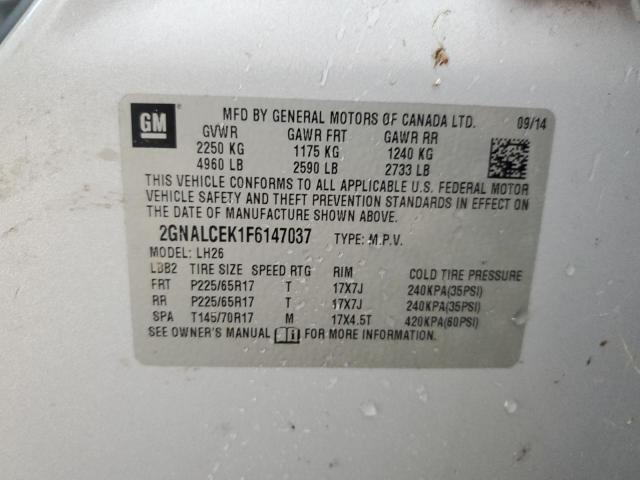 GM
MFD BY GENERAL MOTORS OF CANADA LTD. 09/14
GVWR GAWR FRT GAWR RR
2250 KG 1175 KG 1240 KG
4960 LB 2590 LB 2733 LB
THIS VEHICLE CONFORMS TO ALL APPLICABLE U.S. FEDERAL MOTOR
VEHICLE SAFETY AND THEFT PREVENTION STANDARDS IN EFFECT ON
THE DATE OF MANUFACTURE SHOWN ABOVE.
2GNALCEK1F6147037 TYPE: M.P.V.
MODEL: LH26
LBB2 TIRE SIZE SPEED RTG RIM COLD TIRE PRESSURE
FRT P225/65R17 T 17X7J 240KPA(35PSI)
RR P225/65R17 T 17X7J 240KPA(35PSI)
SPA T145/70R17 M 17X4.5T 420KPA(60PSI)
SEE OWNER'S MANUAL FOR MORE INFORMATION.